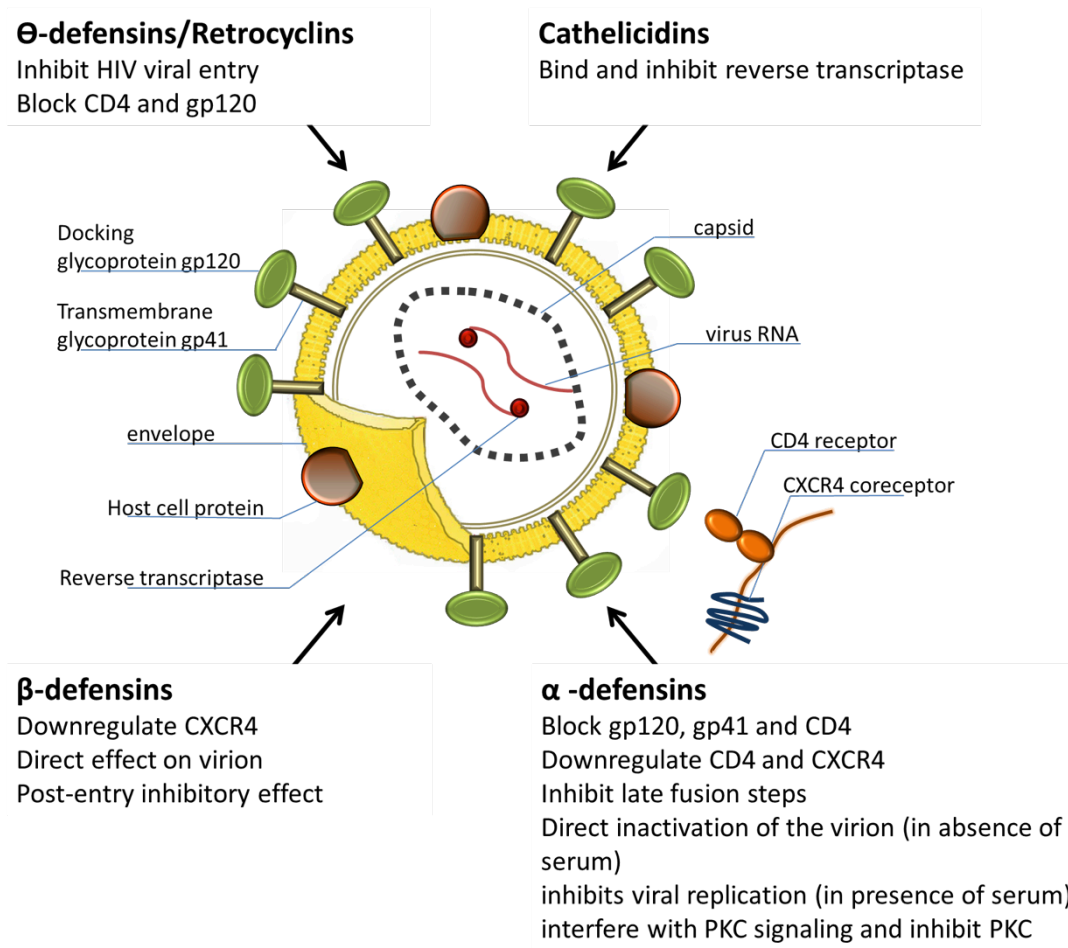 Ɵ-defensins/Retrocyclins
Inhibit HIV viral entry
Block CD4 and gp120
Cathelicidins
Bind and inhibit reverse transcriptase
Docking
glycoprotein gp120
Transmembrane
glycoprotein gp41
envelope
Host cell protein
Reverse transcriptase
capsid
virus RNA
CD4 receptor
CXCR4 coreceptor
β-defensins
Downregulate CXCR4
Direct effect on virion
Post-entry inhibitory effect
α -defensins
Block gp120, gp41 and CD4
Downregulate CD4 and CXCR4
Inhibit late fusion steps
Direct inactivation of the virion (in absence of
serum)
inhibits viral replication (in presence of serum)
interfere with PKC signaling and inhibit PKC